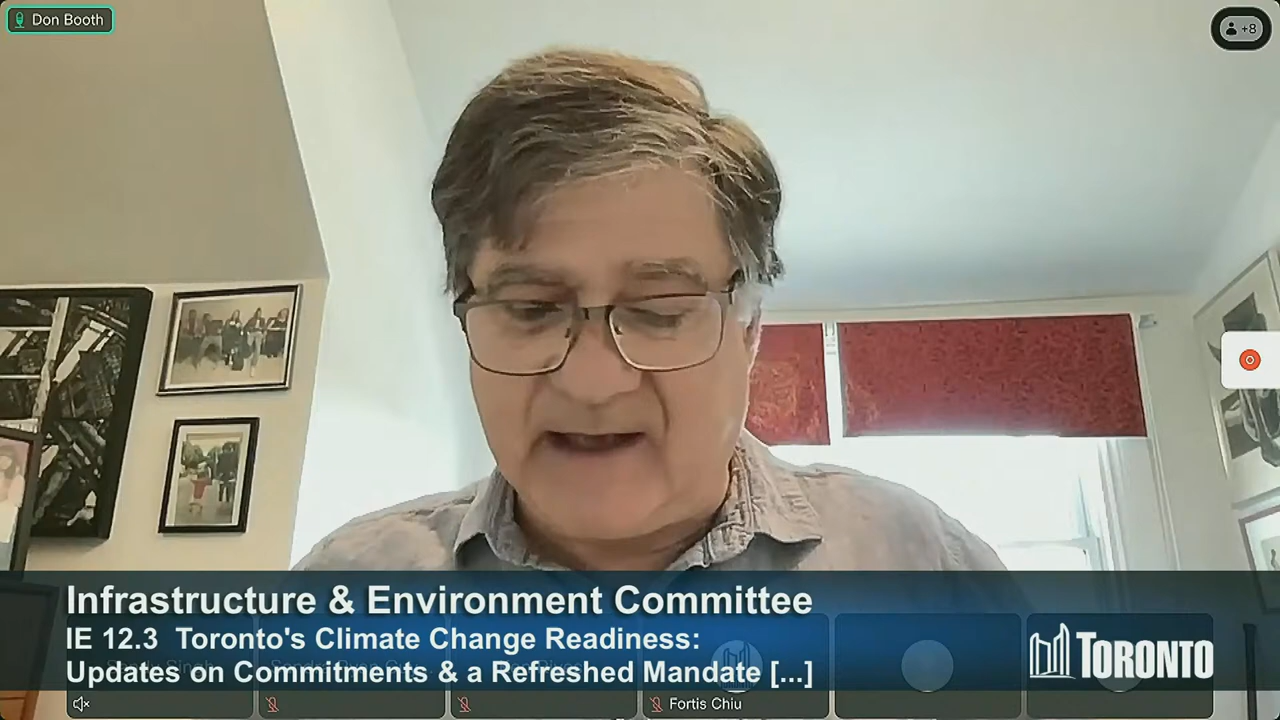 Don Booth
+8
Infrastructure & Environment Committee
IE 12.3 Toronto's Climate Change Readiness:
Updates on Commitments & a Refreshed Mandate [...]
TORONTO
Fortis Chiu